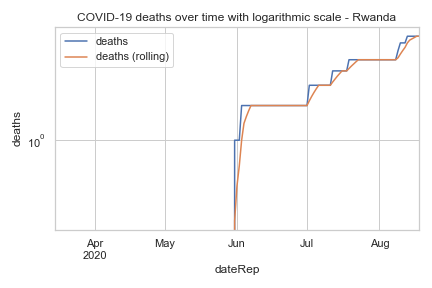 COVID-19 deaths over time with logarithmic scale - Rwanda
deaths
deaths (rolling)
deaths
10⁰
Apr
2020
May
Jun
Jul
Aug
dateRep